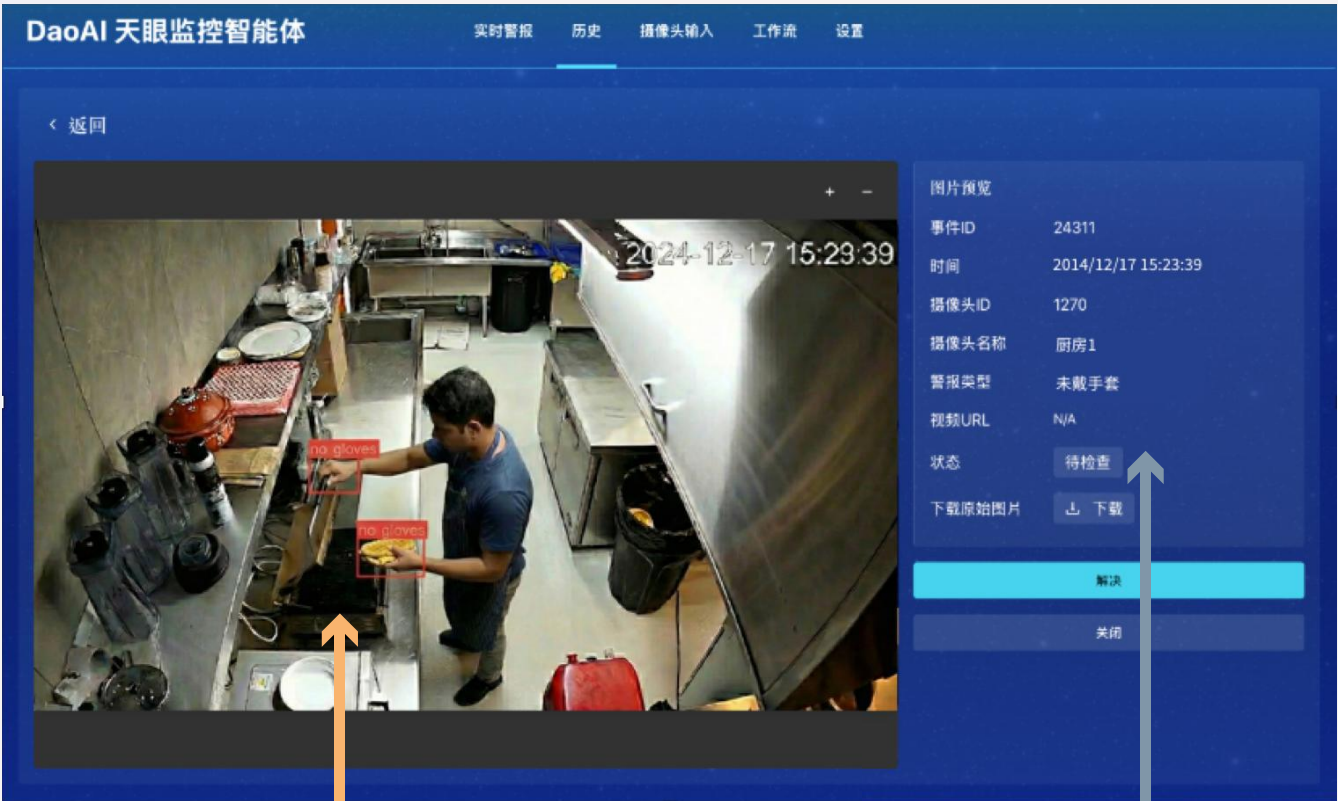 DaoAI 天眼监控智能体
实时警报 历史 摄像头输入 工作流 设置
< 返回
+ −
2024-12-17 15:23:39
no gloves
no gloves
图片预览
事件ID 24311
时间 2014/12/17 15:23:39
摄像头ID 1270
摄像头名称 厨房1
警报类型 未戴手套
视频URL N/A
状态 待检查
下载原始图片 下载
解决
关闭